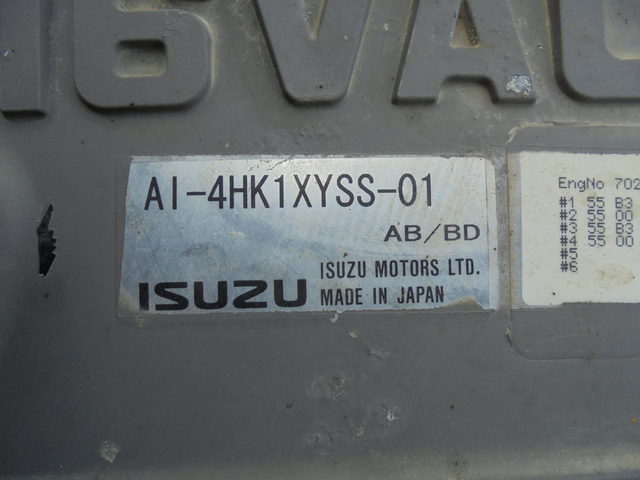 16VA
AI-4HK1XYSS-01
AB/BD
ISUZU
ISUZU MOTORS LTD.
MADE IN JAPAN
EngNo 702
#1 55 B3
#2 55 00
#3 55 B3
#4 55 00
#5
#6